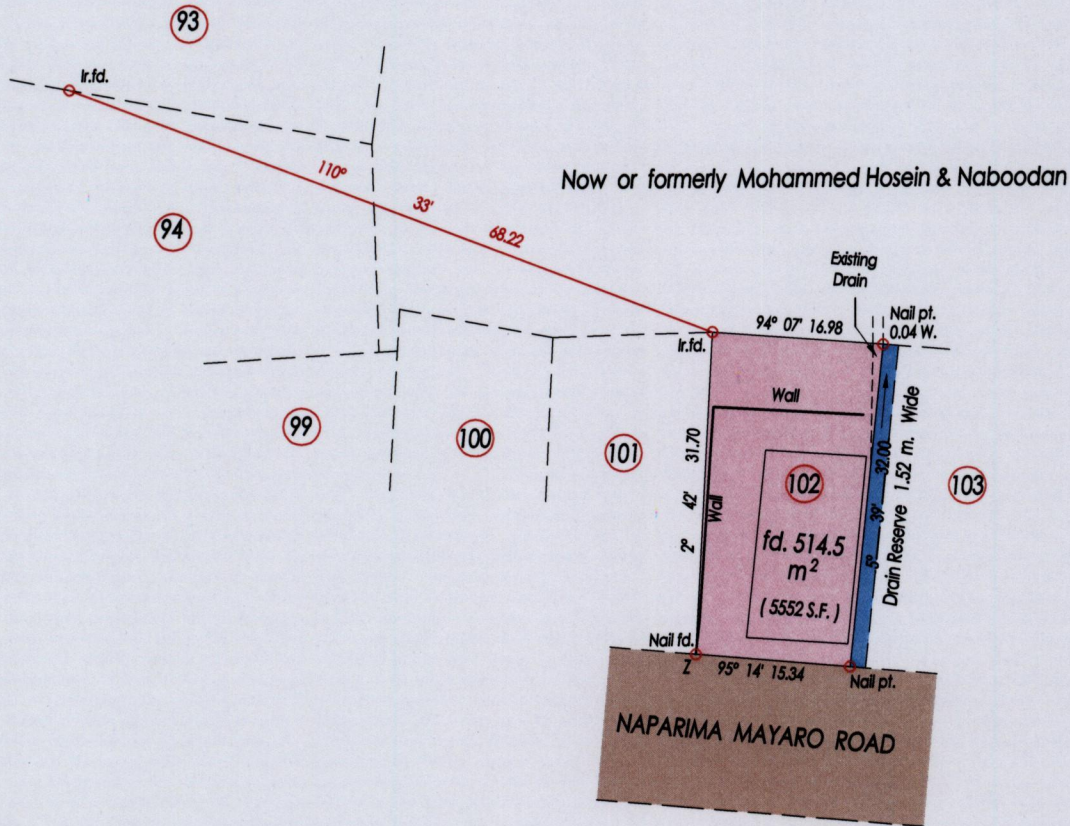 93
Ir.fd.
110° 33' 68.22
Now or formerly Mohammed Hosein & Naboodan
94
Existing
Drain
Nail pt.
0.04 W.
94° 07' 16.98
Ir.fd.
Wall
99
100
101
2° 42' 31.70
Wall
102
fd. 514.5
m²
( 5552 S.F. )
5° 39' 32.00
Drain Reserve 1.52 m. Wide
103
Nail fd.
Z
95° 14' 15.34
Nail pt.
NAPARIMA MAYARO ROAD